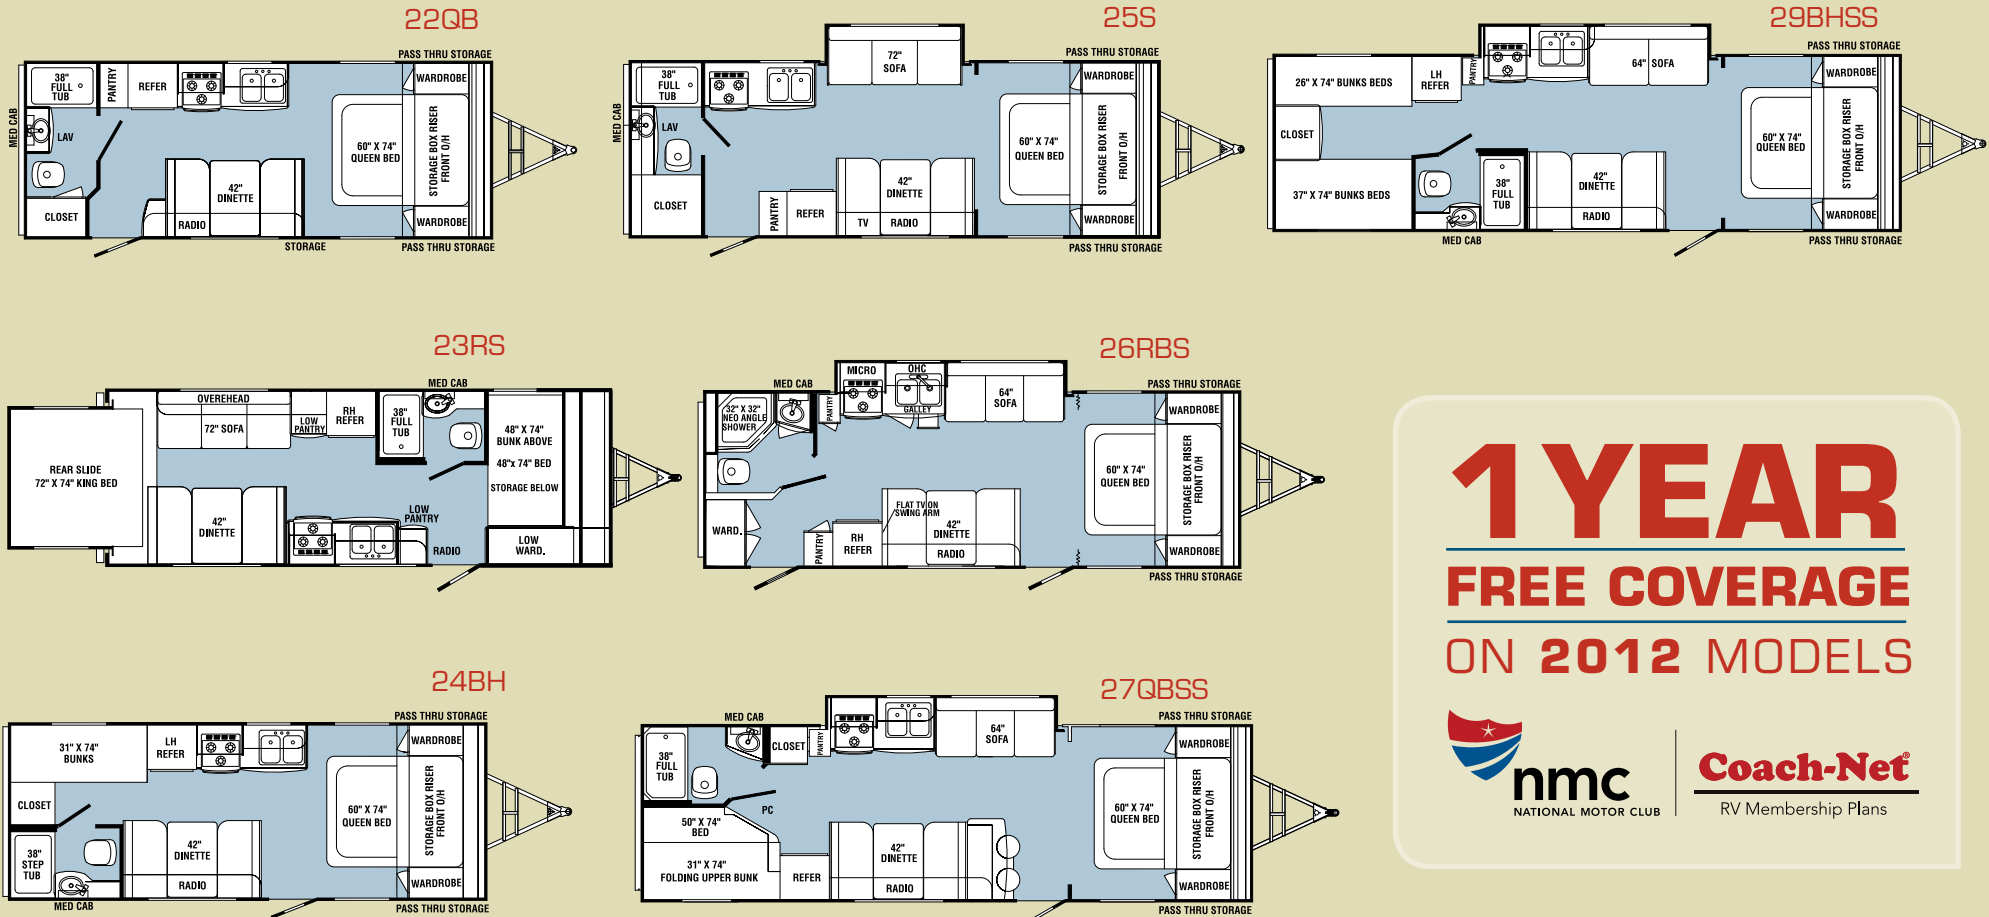 22QB
PASS THRU STORAGE
38"
FULL
TUB
PANTRY
REFER
WARDROBE
MED CAB
LAV
60" X 74"
QUEEN BED
STORAGE BOX RISER
FRONT O/H
42"
DINETTE
CLOSET
RADIO
WARDROBE
STORAGE
PASS THRU STORAGE
25S
PASS THRU STORAGE
72"
SOFA
38"
FULL
TUB
WARDROBE
MED CAB
LAV
60" X 74"
QUEEN BED
STORAGE BOX RISER
FRONT O/H
42"
DINETTE
CLOSET
PANTRY
REFER
TV
RADIO
WARDROBE
PASS THRU STORAGE
29BHSS
PASS THRU STORAGE
26" X 74" BUNKS BEDS
LH
REFER
PANTRY
64" SOFA
WARDROBE
CLOSET
60" X 74"
QUEEN BED
STORAGE BOX RISER
FRONT O/H
37" X 74" BUNKS BEDS
38"
FULL
TUB
42"
DINETTE
RADIO
WARDROBE
MED CAB
PASS THRU STORAGE
23RS
MED CAB
OVEREHEAD
72" SOFA
LOW
PANTRY
RH
REFER
38"
FULL
TUB
48" X 74"
BUNK ABOVE
48"x 74" BED
STORAGE BELOW
REAR SLIDE
72" X 74" KING BED
42"
DINETTE
LOW
PANTRY
RADIO
LOW
WARD.
26RBS
MED CAB
MICRO
OHC
PASS THRU STORAGE
32" X 32"
NEO ANGLE
SHOWER
PANTRY
GALLEY
64"
SOFA
WARDROBE
60" X 74"
QUEEN BED
STORAGE BOX RISER
FRONT O/H
FLAT TV ON
SWING ARM
WARD.
PANTRY
RH
REFER
42"
DINETTE
RADIO
WARDROBE
PASS THRU STORAGE
24BH
PASS THRU STORAGE
31" X 74"
BUNKS
LH
REFER
WARDROBE
CLOSET
60" X 74"
QUEEN BED
STORAGE BOX RISER
FRONT O/H
38"
STEP
TUB
42"
DINETTE
RADIO
WARDROBE
MED CAB
PASS THRU STORAGE
27QBSS
MED CAB
PASS THRU STORAGE
38"
FULL
TUB
CLOSET
PANTRY
64"
SOFA
WARDROBE
PC
50" X 74"
BED
60" X 74"
QUEEN BED
STORAGE BOX RISER
FRONT O/H
31" X 74"
FOLDING UPPER BUNK
REFER
42"
DINETTE
RADIO
WARDROBE
PASS THRU STORAGE
1 YEAR
FREE COVERAGE
ON 2012 MODELS
nmc
NATIONAL MOTOR CLUB
Coach-Net®
RV Membership Plans